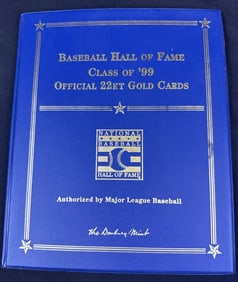 BASEBALL HALL OF FAME
CLASS OF '99
OFFICIAL 22KT GOLD CARDS
NATIONAL
BASEBALL
HALL OF FAME
Authorized by Major League Baseball
The Danbury Mint